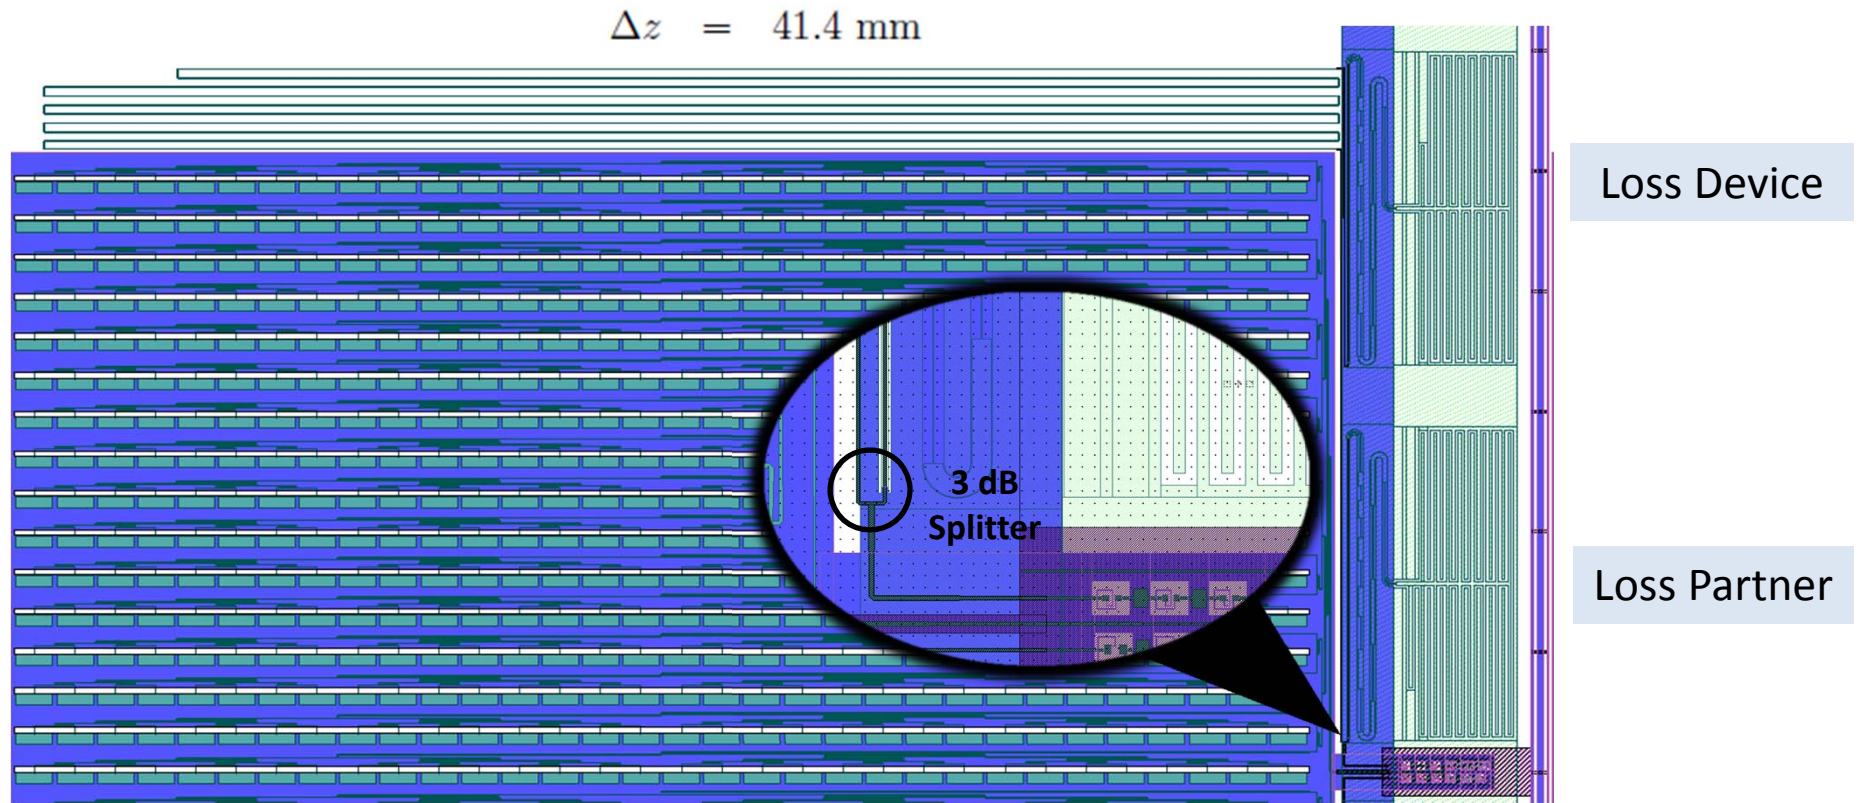 Δz = 41.4 mm
Loss Device
3 dB
Splitter
Loss Partner